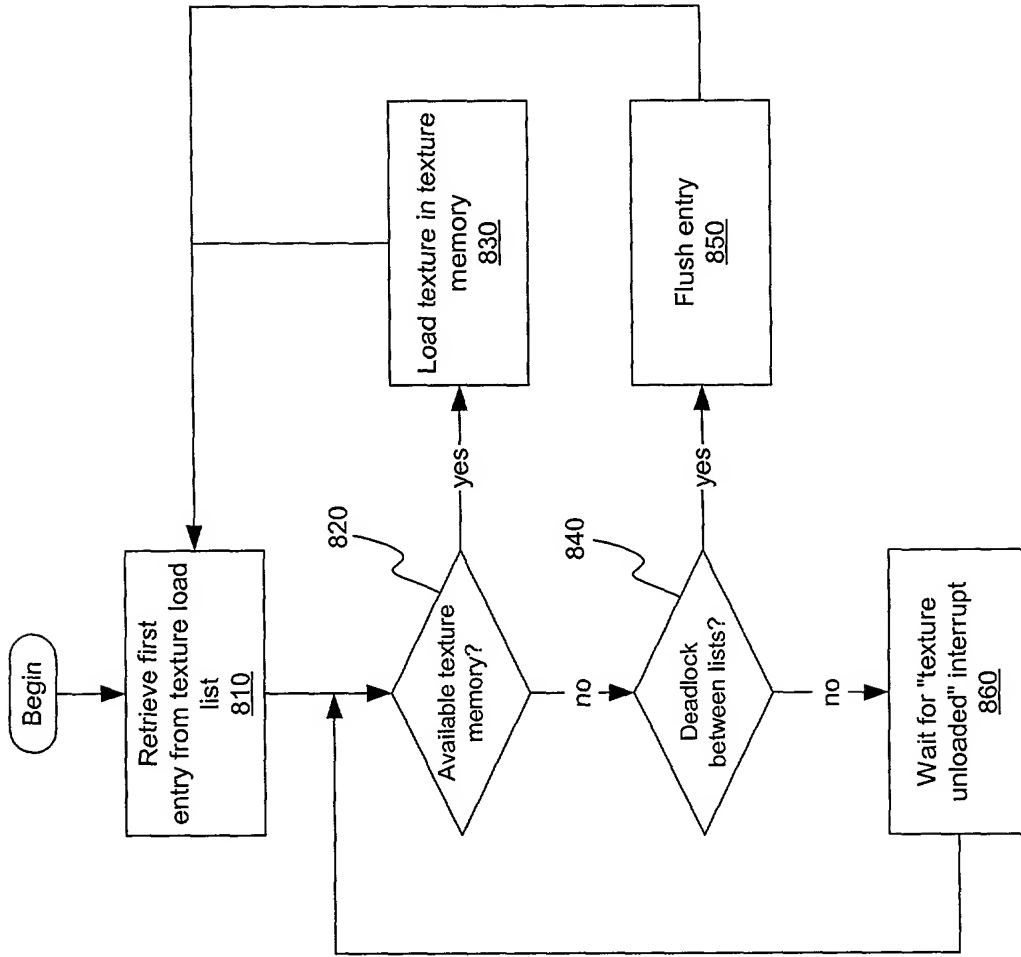 Begin
Retrieve first
entry from texture load
list
810
820
Available texture
memory?
yes
Load texture in texture
memory
830
no
840
Deadlock
between lists?
yes
Flush entry
850
no
Wait for "texture
unloaded" interrupt
860